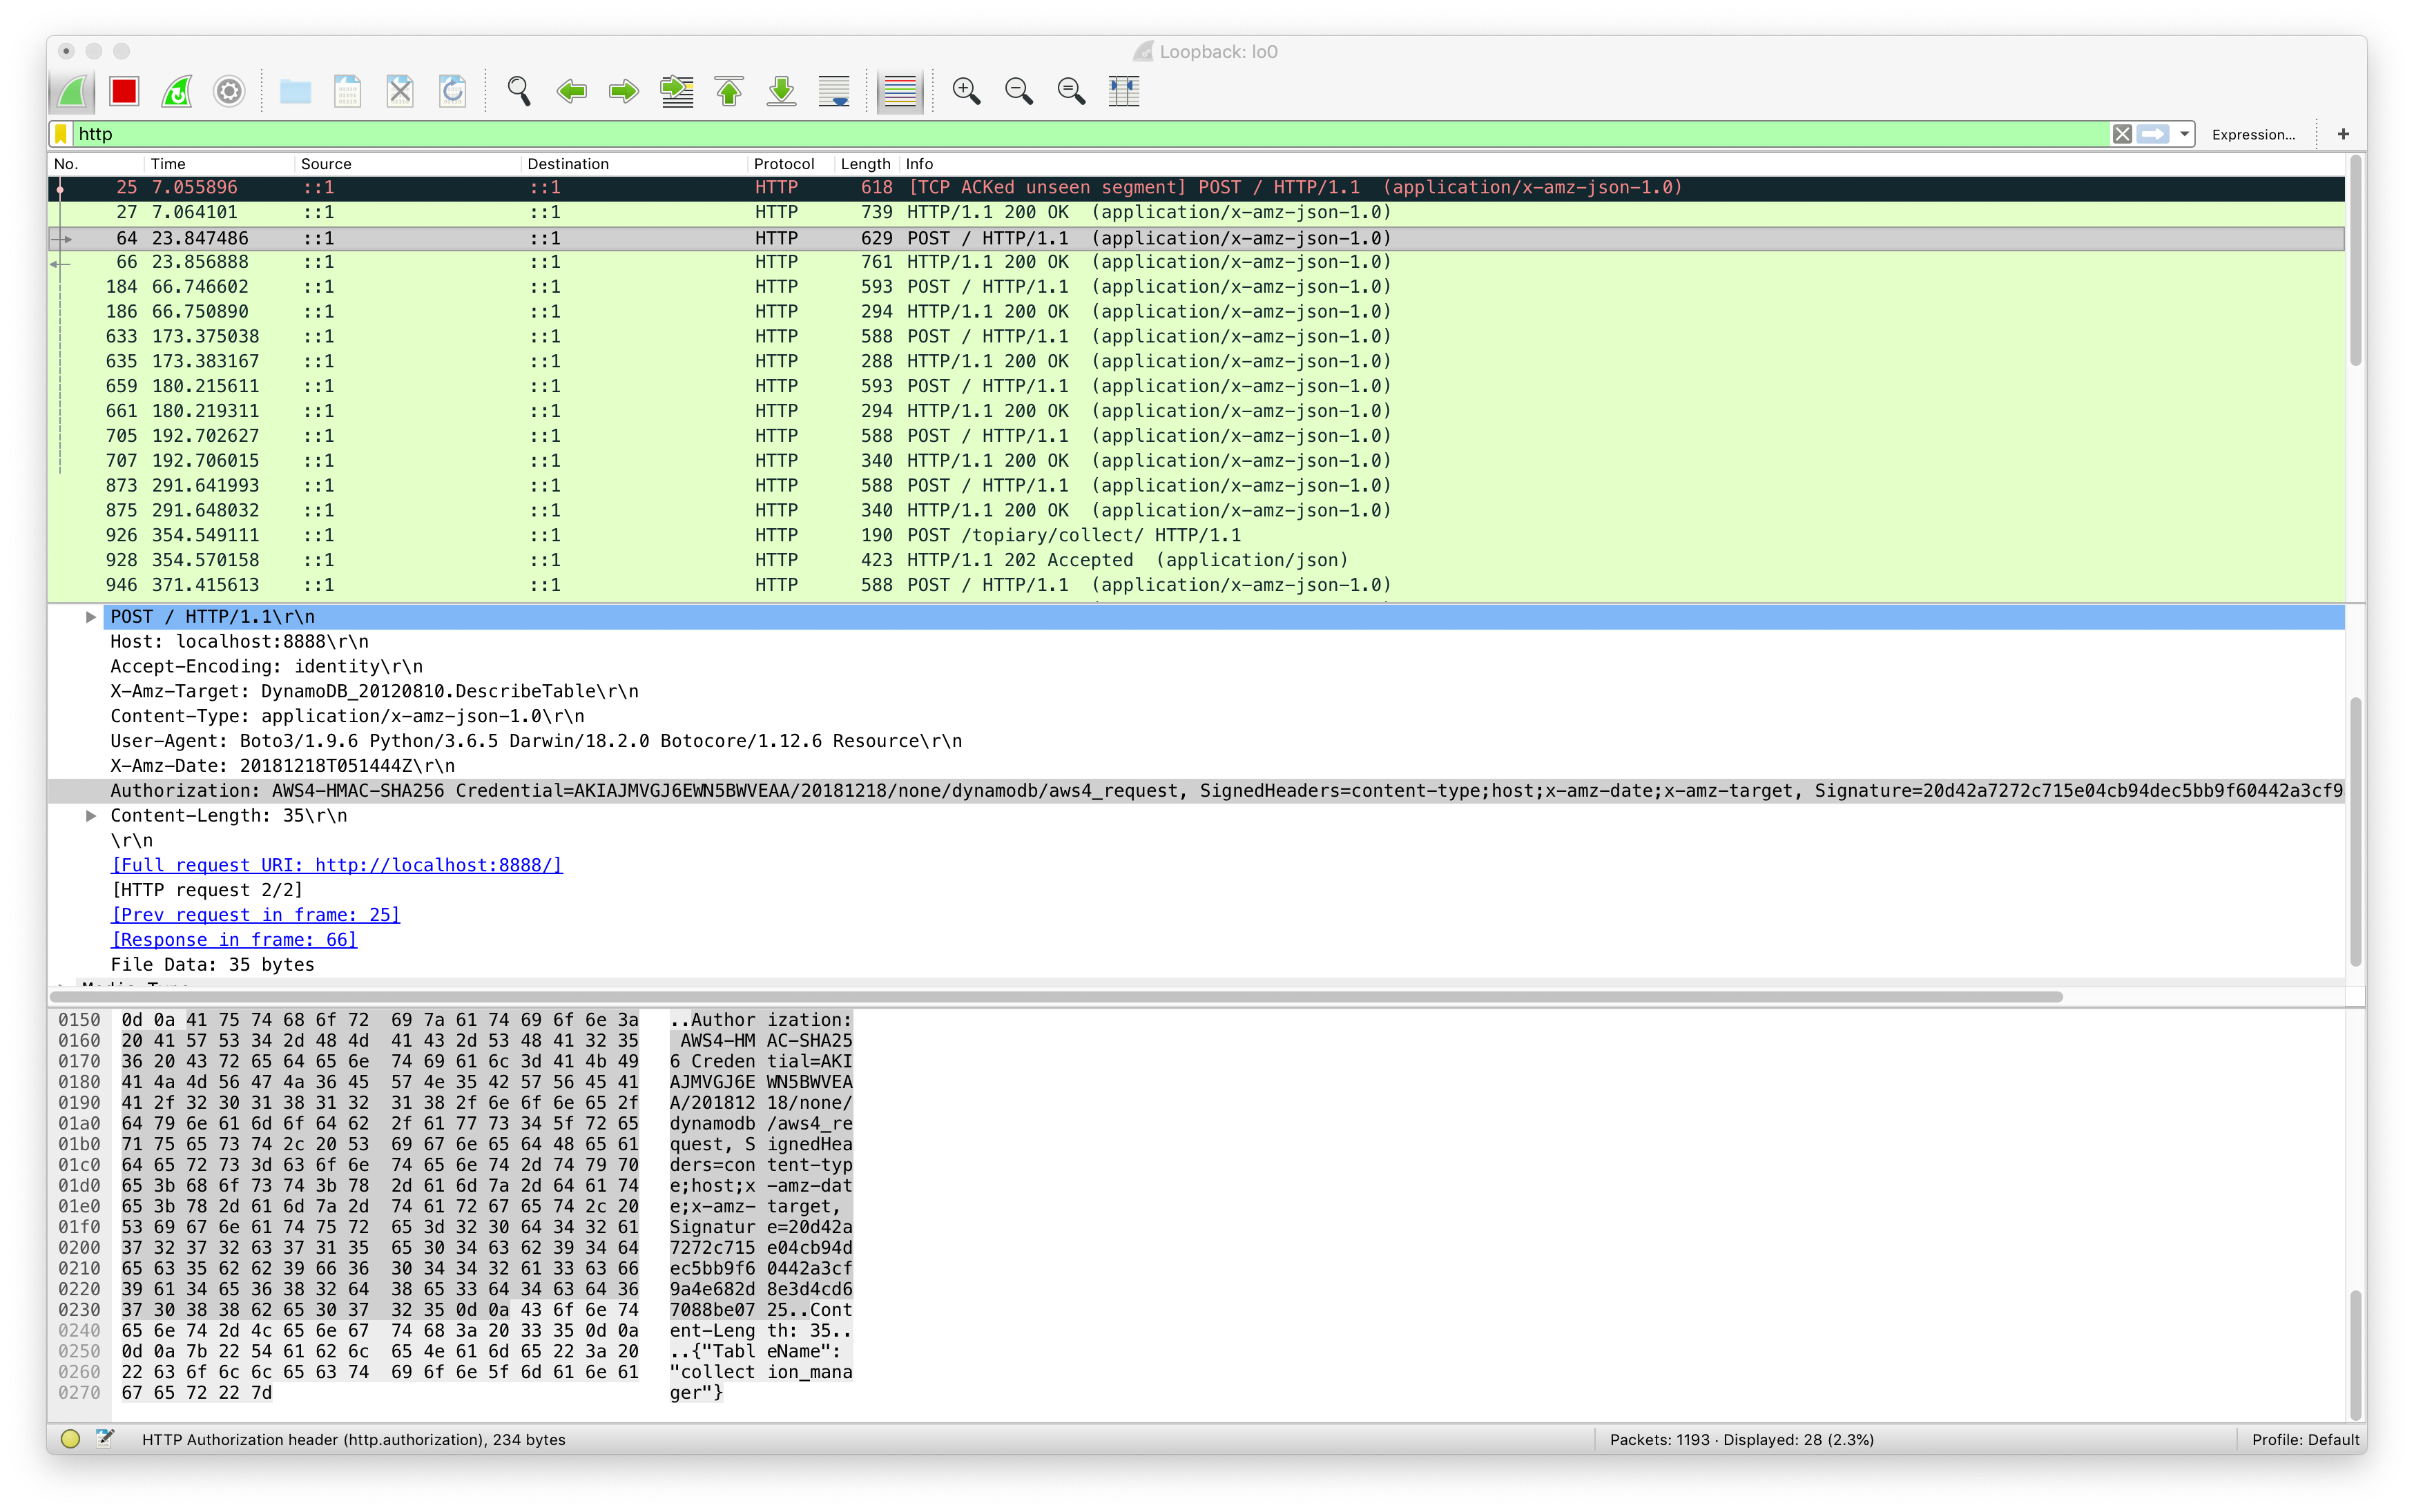 Loopback: lo0
http
Expression...
+
No. Time Source Destination Protocol Length Info
25 7.055896 ::1 ::1 HTTP 618 [TCP ACKed unseen segment] POST / HTTP/1.1 (application/x-amz-json-1.0)
27 7.064101 ::1 ::1 HTTP 739 HTTP/1.1 200 OK (application/x-amz-json-1.0)
64 23.847486 ::1 ::1 HTTP 629 POST / HTTP/1.1 (application/x-amz-json-1.0)
66 23.856888 ::1 ::1 HTTP 761 HTTP/1.1 200 OK (application/x-amz-json-1.0)
184 66.746602 ::1 ::1 HTTP 593 POST / HTTP/1.1 (application/x-amz-json-1.0)
186 66.750890 ::1 ::1 HTTP 294 HTTP/1.1 200 OK (application/x-amz-json-1.0)
633 173.375038 ::1 ::1 HTTP 588 POST / HTTP/1.1 (application/x-amz-json-1.0)
635 173.383167 ::1 ::1 HTTP 288 HTTP/1.1 200 OK (application/x-amz-json-1.0)
659 180.215611 ::1 ::1 HTTP 593 POST / HTTP/1.1 (application/x-amz-json-1.0)
661 180.219311 ::1 ::1 HTTP 294 HTTP/1.1 200 OK (application/x-amz-json-1.0)
705 192.702627 ::1 ::1 HTTP 588 POST / HTTP/1.1 (application/x-amz-json-1.0)
707 192.706015 ::1 ::1 HTTP 340 HTTP/1.1 200 OK (application/x-amz-json-1.0)
873 291.641993 ::1 ::1 HTTP 588 POST / HTTP/1.1 (application/x-amz-json-1.0)
875 291.648032 ::1 ::1 HTTP 340 HTTP/1.1 200 OK (application/x-amz-json-1.0)
926 354.549111 ::1 ::1 HTTP 190 POST /topiary/collect/ HTTP/1.1
928 354.570158 ::1 ::1 HTTP 423 HTTP/1.1 202 Accepted (application/json)
946 371.415613 ::1 ::1 HTTP 588 POST / HTTP/1.1 (application/x-amz-json-1.0)
POST / HTTP/1.1\r\n
Host: localhost:8888\r\n
Accept-Encoding: identity\r\n
X-Amz-Target: DynamoDB_20120810.DescribeTable\r\n
Content-Type: application/x-amz-json-1.0\r\n
User-Agent: Boto3/1.9.6 Python/3.6.5 Darwin/18.2.0 Botocore/1.12.6 Resource\r\n
X-Amz-Date: 20181218T051444Z\r\n
Authorization: AWS4-HMAC-SHA256 Credential=AKIAJMVGJ6EWN5BWVEAA/20181218/none/dynamodb/aws4_request, SignedHeaders=content-type;host;x-amz-date;x-amz-target, Signature=20d42a7272c715e04cb94dec5bb9f60442a3cf9
Content-Length: 35\r\n
\r\n
[Full request URI: http://localhost:8888/]
[HTTP request 2/2]
[Prev request in frame: 25]
[Response in frame: 66]
File Data: 35 bytes
0150 0d 0a 41 75 74 68 6f 72 69 7a 61 74 69 6f 6e 3a ..Author ization:
0160 20 41 57 53 34 2d 48 4d 41 43 2d 53 48 41 32 35 AWS4-HM AC-SHA25
0170 36 20 43 72 65 64 65 6e 74 69 61 6c 3d 41 4b 49 6 Creden tial=AKI
0180 41 4a 4d 56 47 4a 36 45 57 4e 35 42 57 56 45 41 AJMVGJ6E WN5BWVEA
0190 41 2f 32 30 31 38 31 32 31 38 2f 6e 6f 6e 65 2f A/201812 18/none/
01a0 64 79 6e 61 6d 6f 64 62 2f 61 77 73 34 5f 72 65 dynamodb /aws4_re
01b0 71 75 65 73 74 2c 20 53 69 67 6e 65 64 48 65 61 quest, S ignedHea
01c0 64 65 72 73 3d 63 6f 6e 74 65 6e 74 2d 74 79 70 ders=con tent-typ
01d0 65 3b 68 6f 73 74 3b 78 2d 61 6d 7a 2d 64 61 74 e;host;x -amz-dat
01e0 65 3b 78 2d 61 6d 7a 2d 74 61 72 67 65 74 2c 20 e;x-amz- target,
01f0 53 69 67 6e 61 74 75 72 65 3d 32 30 64 34 32 61 Signatur e=20d42a
0200 37 32 37 32 63 37 31 35 65 30 34 63 62 39 34 64 7272c715 e04cb94d
0210 65 63 35 62 62 39 66 36 30 34 34 32 61 33 63 66 ec5bb9f6 0442a3cf
0220 39 61 34 65 36 38 32 64 38 65 33 64 34 63 64 36 9a4e682d 8e3d4cd6
0230 37 30 38 38 62 65 30 37 32 35 0d 0a 43 6f 6e 74 7088be07 25..Cont
0240 65 6e 74 2d 4c 65 6e 67 74 68 3a 20 33 35 0d 0a ent-Leng th: 35..
0250 0d 0a 7b 22 54 61 62 6c 65 4e 61 6d 65 22 3a 20 ..{"Tabl eName":
0260 22 63 6f 6c 6c 65 63 74 69 6f 6e 5f 6d 61 6e 61 "collect ion_mana
0270 67 65 72 22 7d ger"}
HTTP Authorization header (http.authorization), 234 bytes
Packets: 1193 · Displayed: 28 (2.3%)
Profile: Default